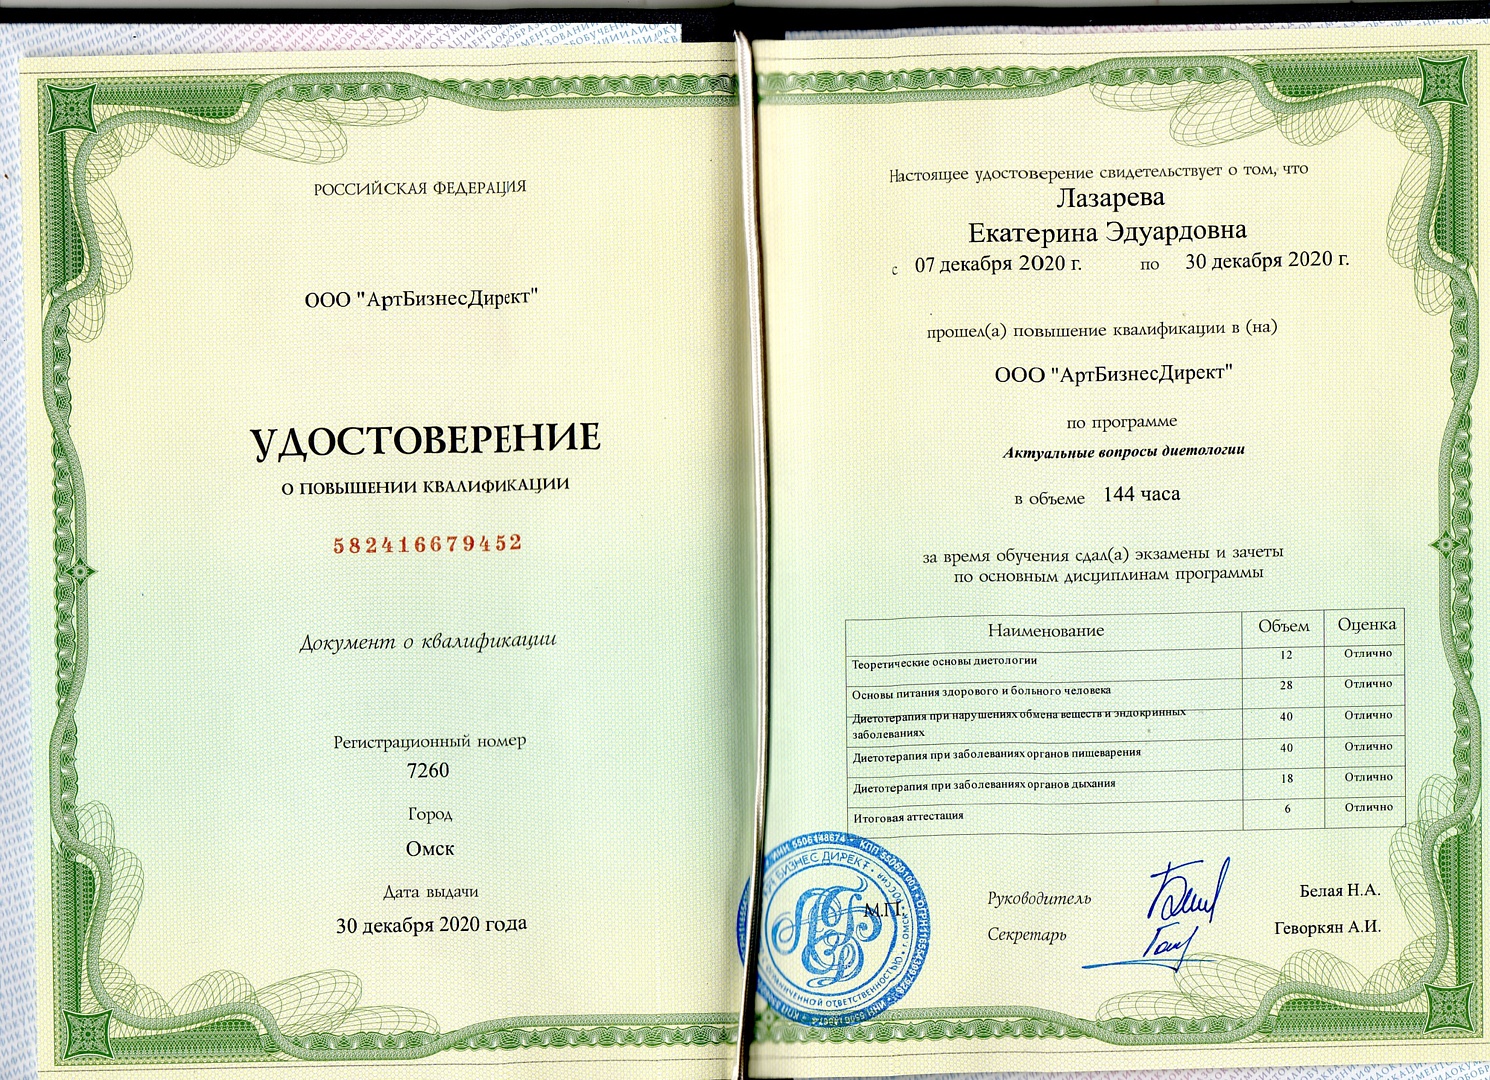 РОССИЙСКАЯ ФЕДЕРАЦИЯ
ООО "АртБизнесДирект"
УДОСТОВЕРЕНИЕ
О ПОВЫШЕНИИ КВАЛИФИКАЦИИ
582416679452
Документ о квалификации
Регистрационный номер
7260
Город
Омск
Дата выдачи
30 декабря 2020 года
Настоящее удостоверение свидетельствует о том, что
Лазарева
Екатерина Эдуардовна
с 07 декабря 2020 г. по 30 декабря 2020 г.
прошел(а) повышение квалификации в (на)
ООО "АртБизнесДирект"
по программе
Актуальные вопросы диетологии
в объеме 144 часа
за время обучения сдал(а) экзамены и зачеты
по основным дисциплинам программы
Наименование Объем Оценка
Теоретические основы диетологии 12 Отлично
Основы питания здорового и больного человека 28 Отлично
Диетотерапия при нарушениях обмена веществ и эндокринных
заболеваниях 40 Отлично
Диетотерапия при заболеваниях органов пищеварения 40 Отлично
Диетотерапия при заболеваниях органов дыхания 18 Отлично
Итоговая аттестация 6 Отлично
М.П.
Руководитель Белая Н.А.
Секретарь Геворкян А.И.